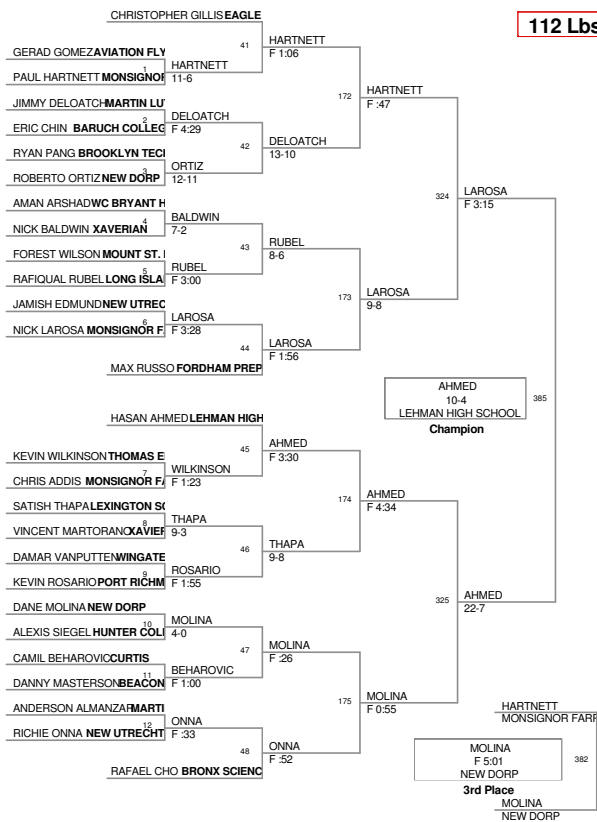 CHRISTOPHER GILLIS EAGLE
112 Lbs
41
HARTNETT
F 1:06
GERAD GOMEZ AVIATION FLY
1
HARTNETT
11-6
PAUL HARTNETT MONSIGNOR
172
HARTNETT
F :47
JIMMY DELOATCH MARTIN LUT
2
DELOATCH
F 4:29
ERIC CHIN BARUCH COLLEG
42
DELOATCH
13-10
RYAN PANG BROOKLYN TECH
3
ORTIZ
12-11
ROBERTO ORTIZ NEW DORP
324
LAROSA
F 3:15
AMAN ARSHAD WC BRYANT H
4
BALDWIN
7-2
NICK BALDWIN XAVERIAN
43
RUBEL
8-6
FOREST WILSON MOUNT ST.
5
RUBEL
F 3:00
RAFIQUAL RUBEL LONG ISLA
173
LAROSA
9-8
JAMISH EDMUND NEW UTREC
6
LAROSA
F 3:28
NICK LAROSA MONSIGNOR F
44
LAROSA
F 1:56
MAX RUSSO FORDHAM PREP
AHMED
10-4
LEHMAN HIGH SCHOOL
385
Champion
HASAN AHMED LEHMAN HIGH
45
AHMED
F 3:30
KEVIN WILKINSON THOMAS E
7
WILKINSON
F 1:23
CHRIS ADDIS MONSIGNOR FA
174
AHMED
F 4:34
SATISH THAPA LEXINGTON SC
8
THAPA
9-3
VINCENT MARTORANO XAVIER
46
THAPA
9-8
DAMAR VANPUTTEN WINGATE
9
ROSARIO
F 1:55
KEVIN ROSARIO PORT RICHM
325
AHMED
22-7
DANE MOLINA NEW DORP
10
MOLINA
4-0
ALEXIS SIEGEL HUNTER COLL
47
MOLINA
F :26
CAMIL BEHAROVIC CURTIS
11
BEHAROVIC
F 1:00
DANNY MASTERSON BEACON
175
MOLINA
F 0:55
ANDERSON ALMANZAR MARTI
12
ONNA
F :33
RICHIE ONNA NEW UTRECHT
48
ONNA
F :52
RAFAEL CHO BRONX SCIENC
HARTNETT
MONSIGNOR FARR
MOLINA
F 5:01
NEW DORP
382
3rd Place
MOLINA
NEW DORP